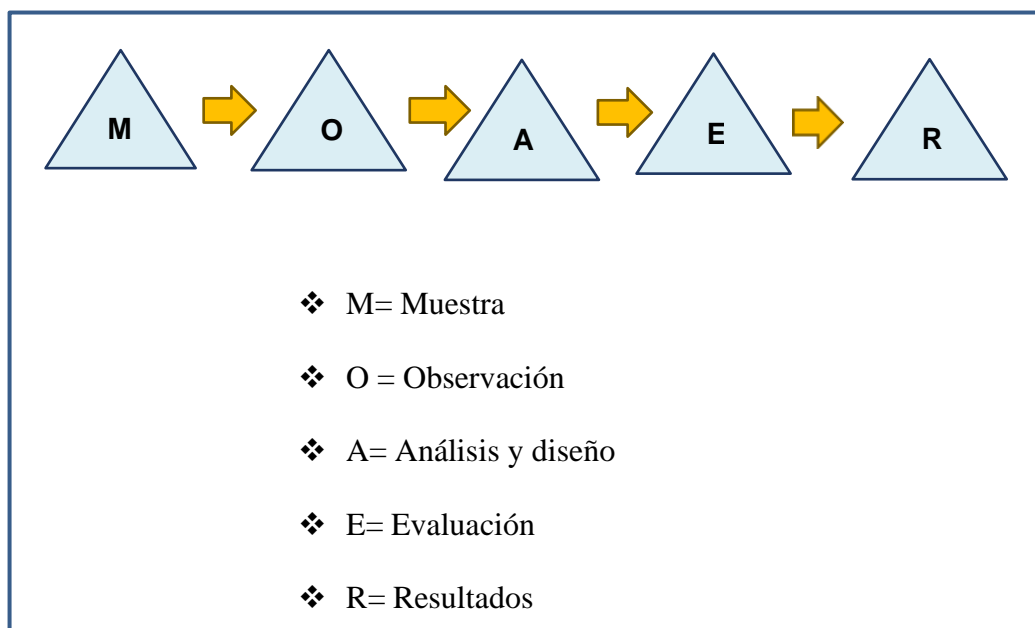 M
O
A
E
R
❖ M= Muestra
❖ O = Observación
❖ A= Análisis y diseño
❖ E= Evaluación
❖ R= Resultados